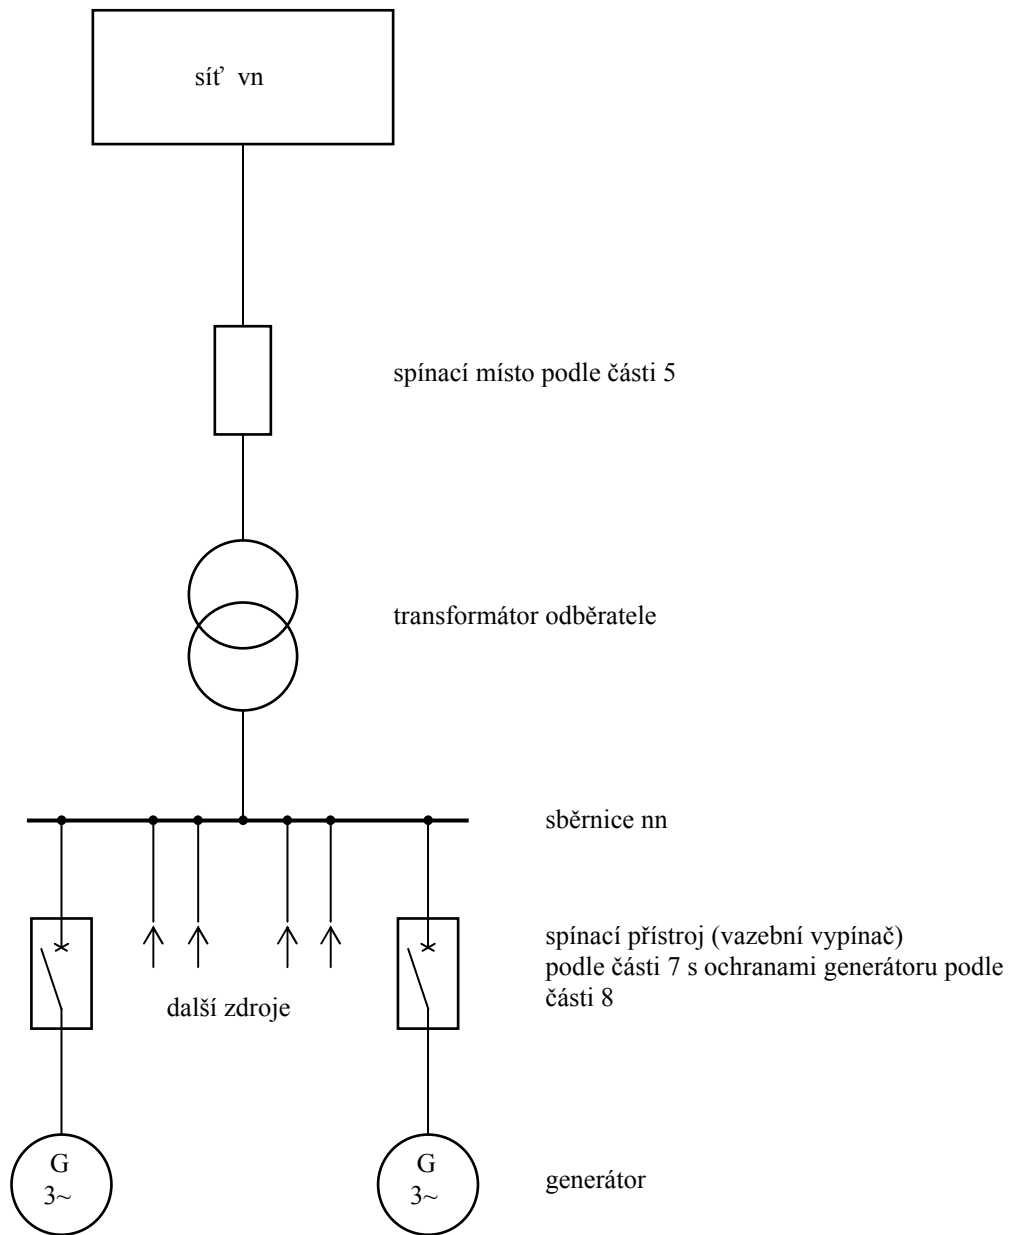 síť vn
spínací místo podle části 5
transformátor odběratele
sběrnice nn
spínací přístroj (vazební vypínač)
podle části 7 s ochranami generátoru podle
části 8
další zdroje
G
3~
G
3~
generátor